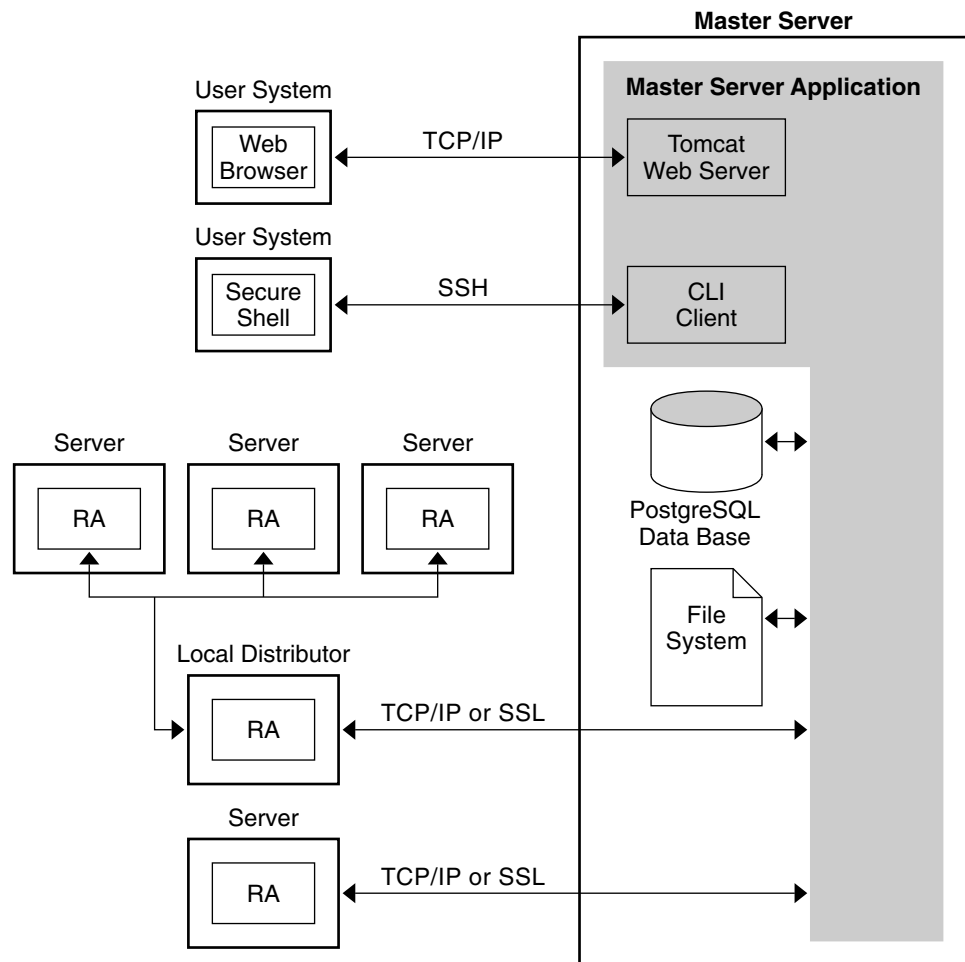 Master Server
Master Server Application
User System
Web
Browser
TCP/IP
Tomcat
Web Server
User System
Secure
Shell
SSH
CLI
Client
Server
Server
Server
RA
RA
RA
PostgreSQL
Data Base
File
System
Local Distributor
RA
TCP/IP or SSL
Server
RA
TCP/IP or SSL